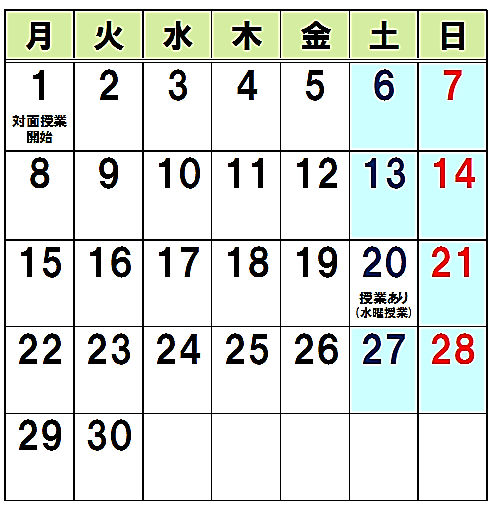 月 火 水 木 金 土 日
1 2 3 4 5 6 7
対面授業
開始
8 9 10 11 12 13 14
15 16 17 18 19 20 21
授業あり
(水曜授業)
22 23 24 25 26 27 28
29 30